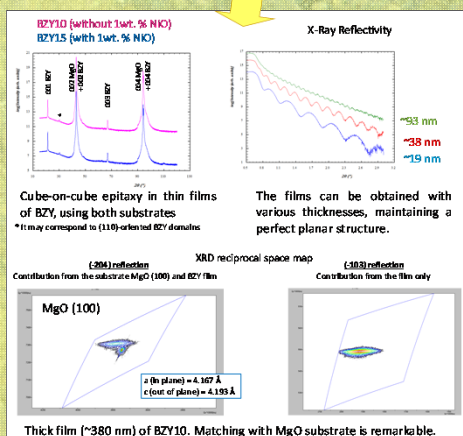 BZY10 (without 1wt. % NiO)
BZY15 (with 1wt. % NiO)
X-Ray Reflectivity
001 BZY
002 MgO
+002 BZY
003 BZY
004 MgO
+004 BZY
~93 nm
~38 nm
~19 nm
Cube-on-cube epitaxy in thin films
of BZY, using both substrates
* It may correspond to (110)-oriented BZY domains
The films can be obtained with
various thicknesses, maintaining a
perfect planar structure.
XRD reciprocal space map
(-204) reflection
Contribution from the substrate MgO (100) and BZY film
(-103) reflection
Contribution from the film only
MgO (100)
a (in plane) = 4.167 Å
c (out of plane) = 4.193 Å
Thick film (~380 nm) of BZY10. Matching with MgO substrate is remarkable.